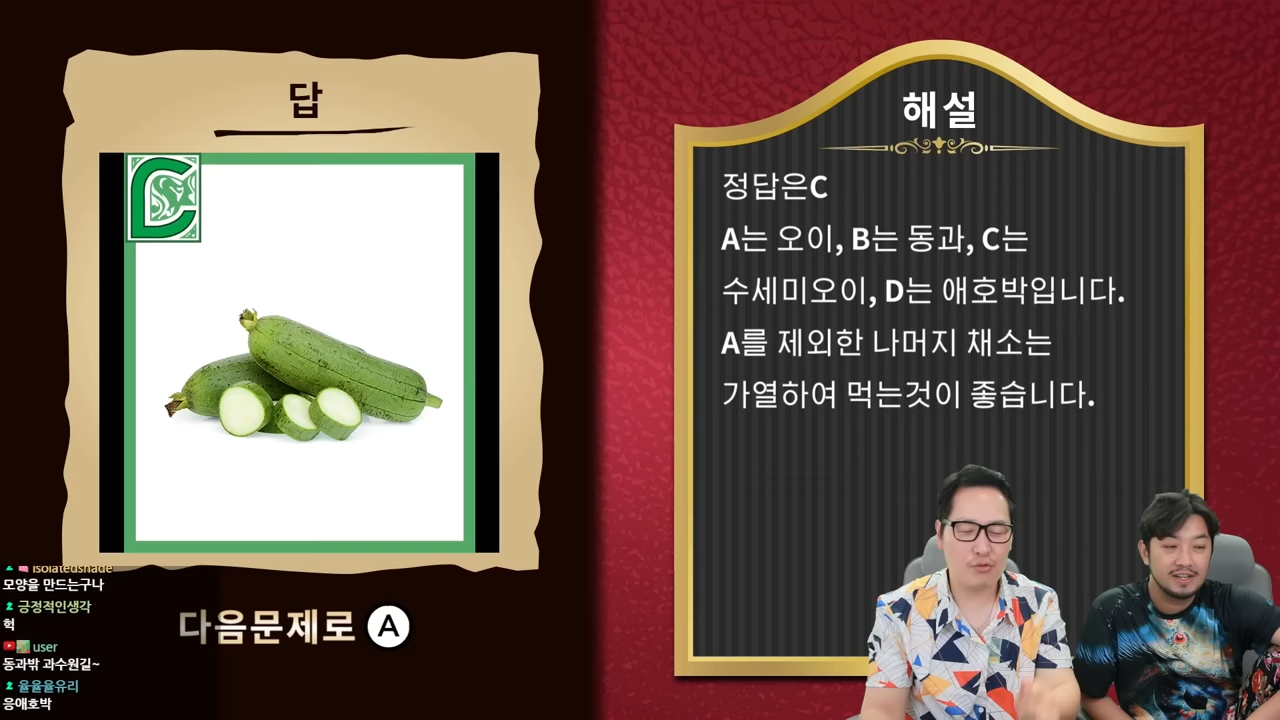 답
C
다음문제로 A
해설
정답은C
A는 오이, B는 동과, C는
수세미오이, D는 애호박입니다.
A를 제외한 나머지 채소는
가열하여 먹는것이 좋습니다.
isolatedshade
모양을 만드는구나
긍정적인생각
헉
user
동과밖 과수원길~
율율율유리
응애호박